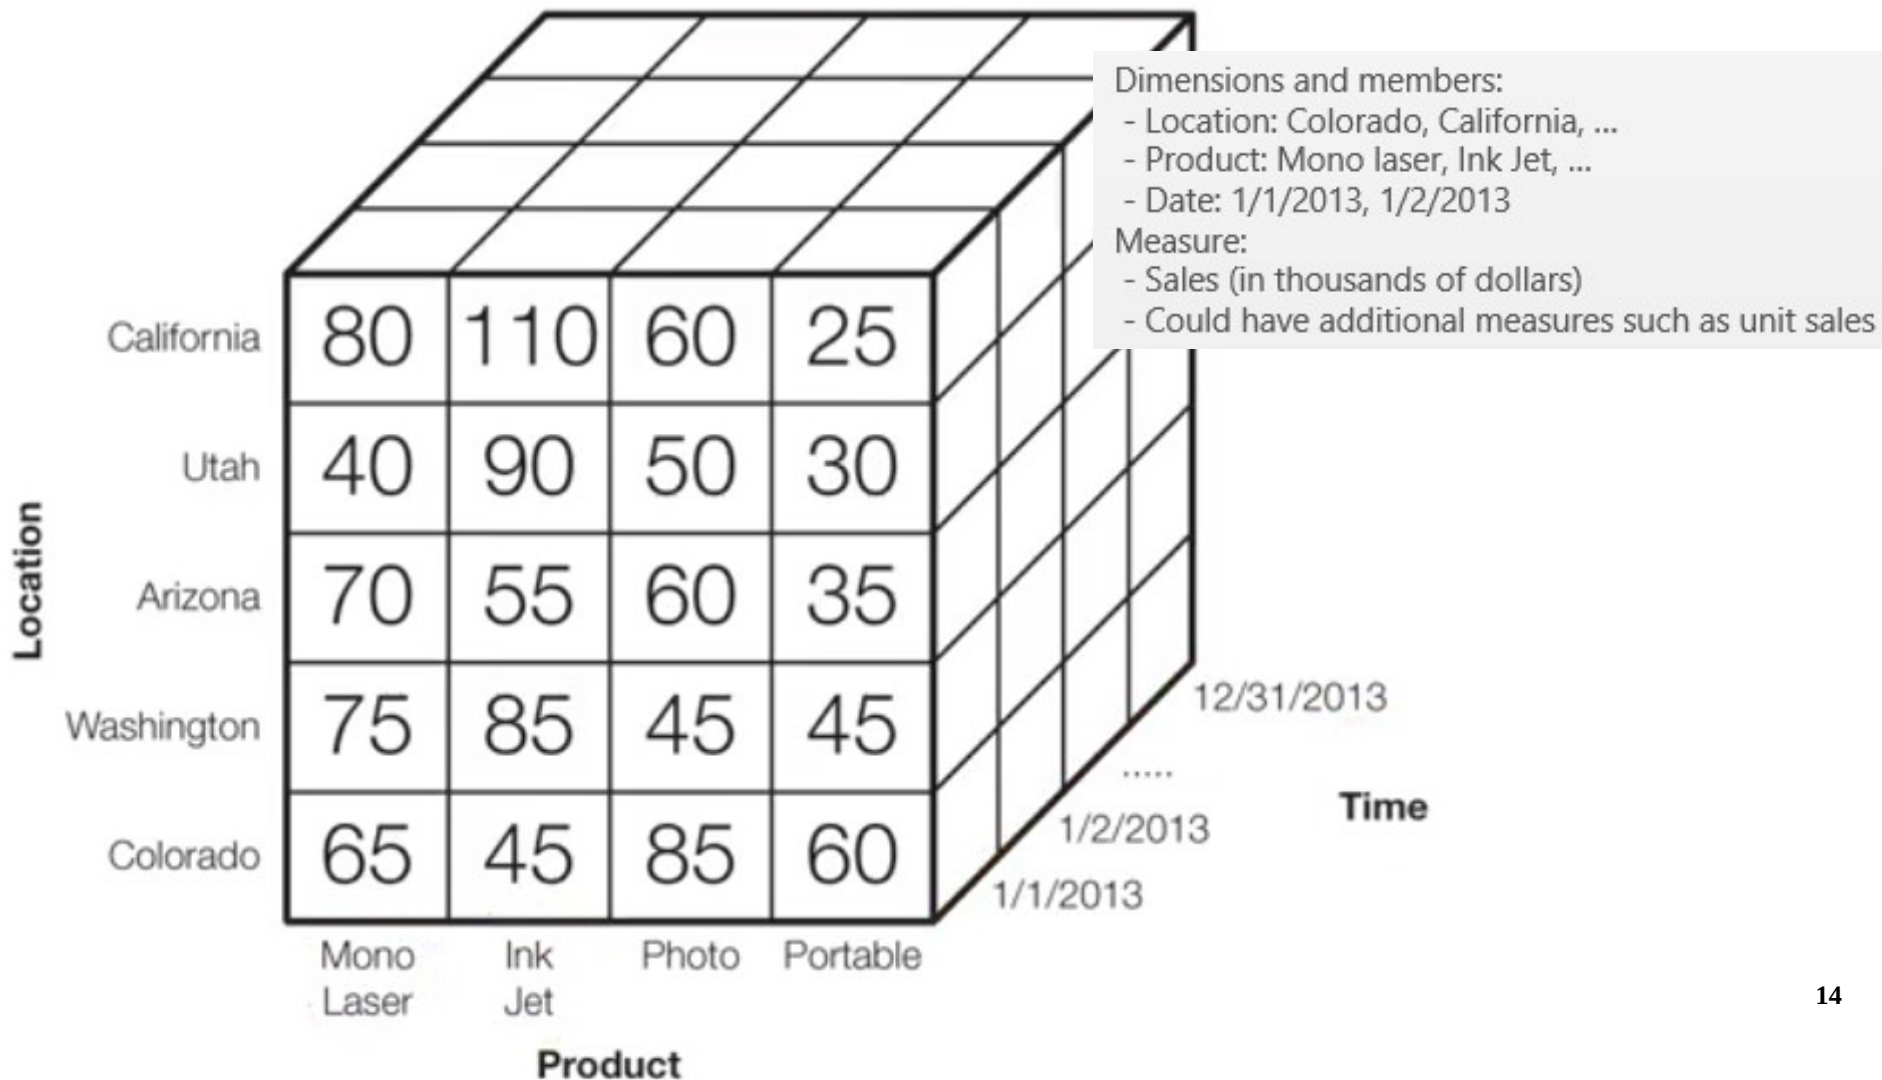 Dimensions and members:
- Location: Colorado, California, ...
- Product: Mono laser, Ink Jet, ...
- Date: 1/1/2013, 1/2/2013
Measure:
- Sales (in thousands of dollars)
- Could have additional measures such as unit sales
Location
California 80 110 60 25
Utah 40 90 50 30
Arizona 70 55 60 35
Washington 75 85 45 45
Colorado 65 45 85 60
Mono Laser
Ink Jet
Photo
Portable
Product
1/1/2013
1/2/2013
.....
12/31/2013
Time
14